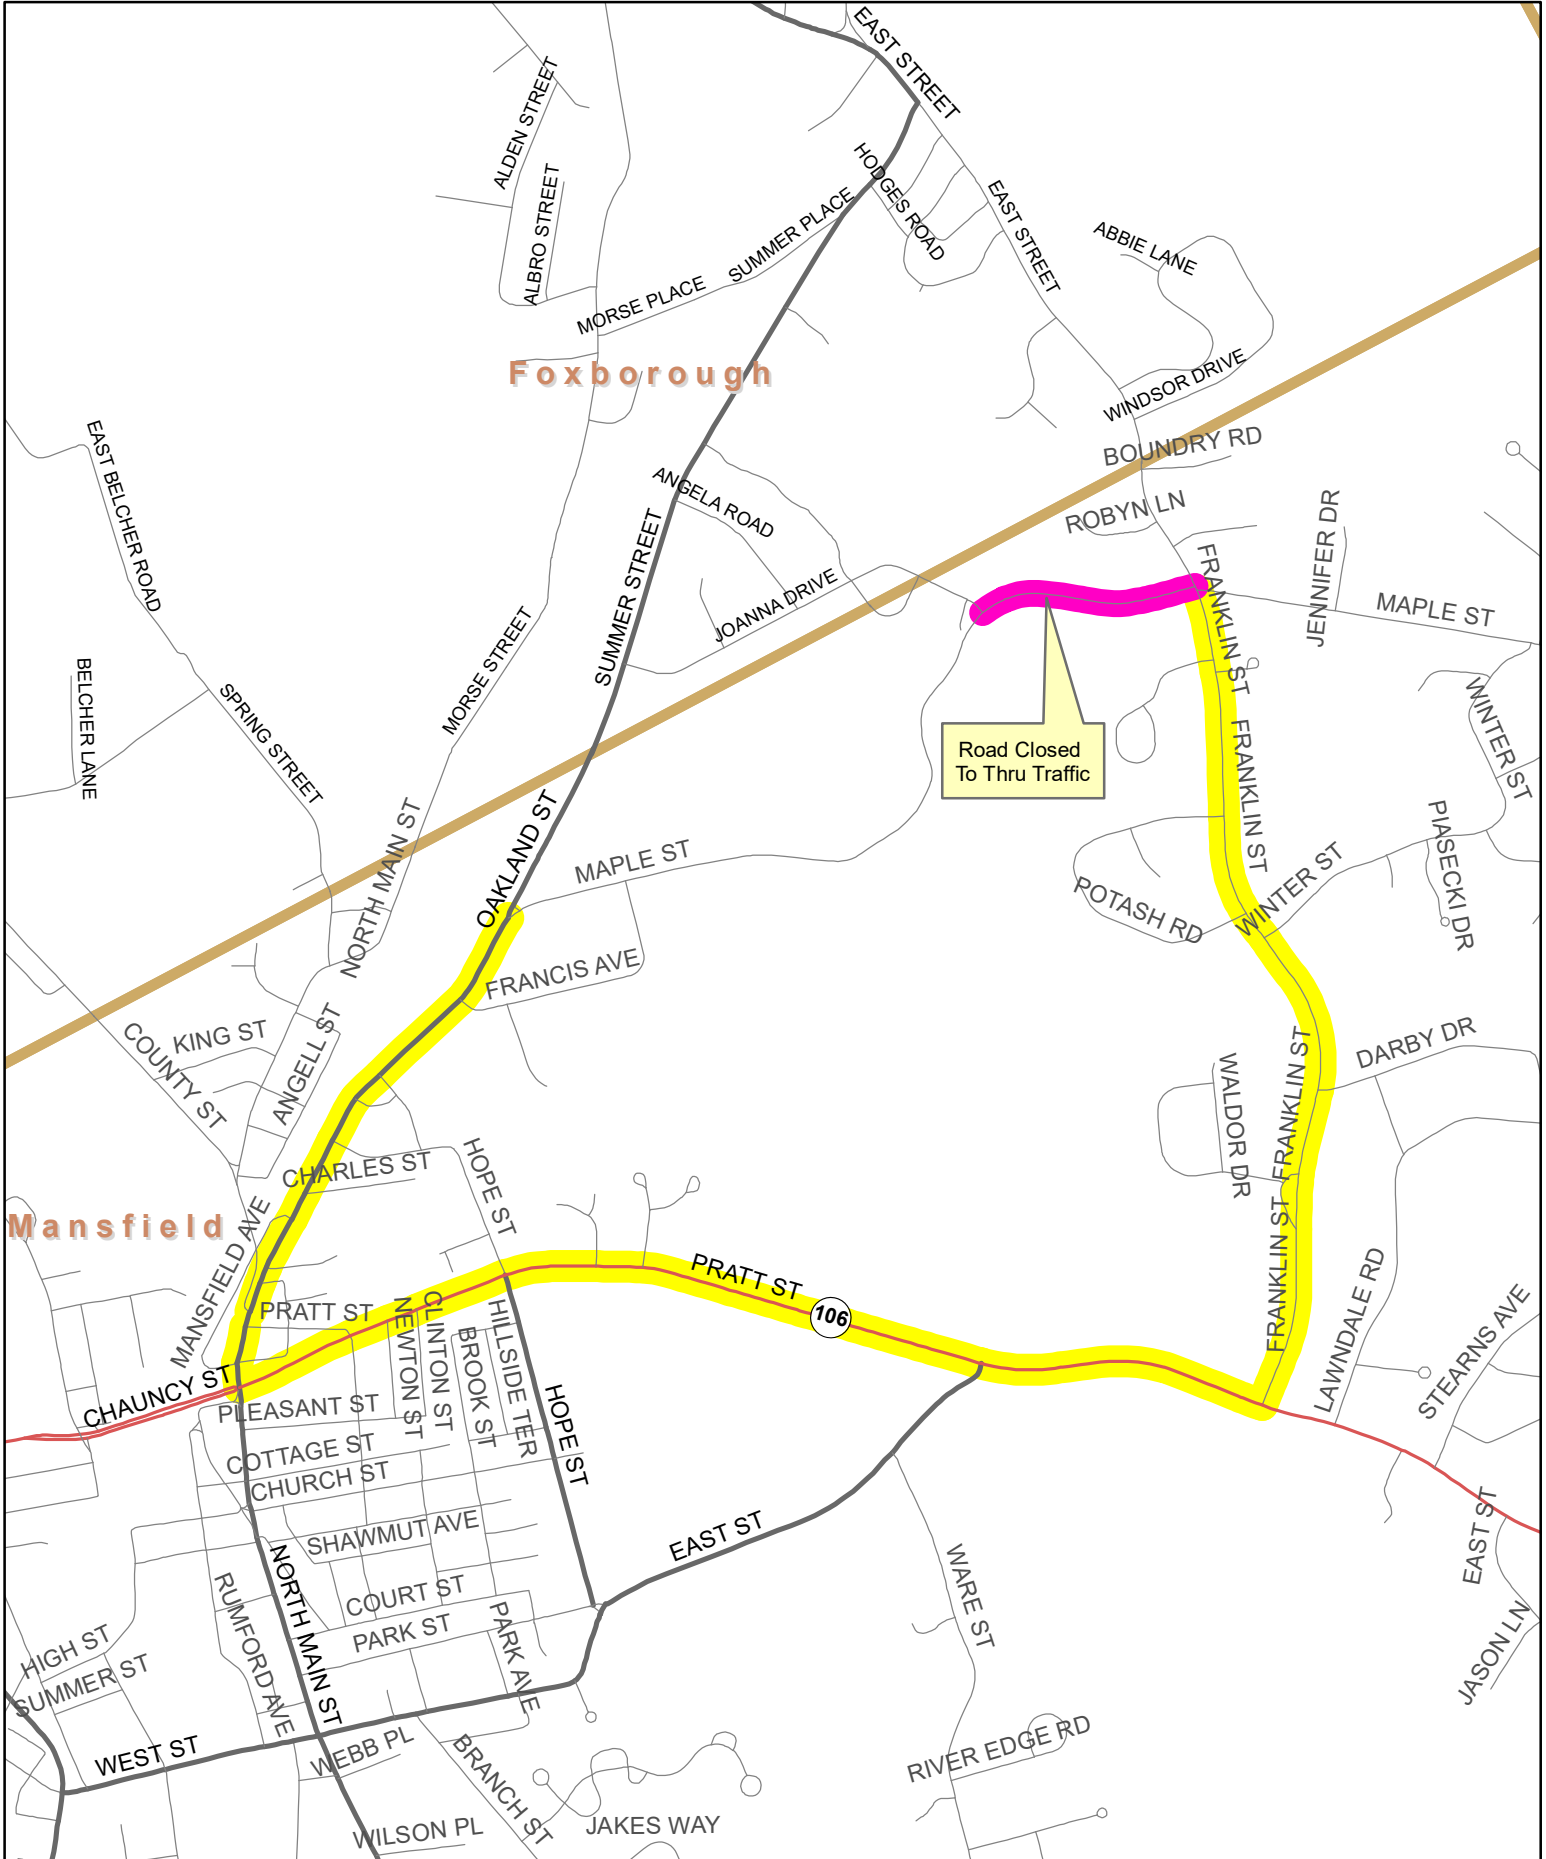 EAST STREET
ALDEN STREET
ALBRO STREET
HODGES ROAD
EAST STREET
ABBIE LANE
SUMMER PLACE
MORSE PLACE
Foxborough
WINDSOR DRIVE
BOUNDRY RD
EAST BELCHER ROAD
ANGELA ROAD
ROBYN LN
JENNIFER DR
SUMMER STREET
JOANNA DRIVE
FRANKLIN ST
MAPLE ST
MORSE STREET
BELCHER LANE
SPRING STREET
WINTER ST
Road Closed
To Thru Traffic
FRANKLIN ST
OAKLAND ST
NORTH MAIN ST
MAPLE ST
PIASECKI DR
WINTER ST
POTASH RD
FRANCIS AVE
KING ST
COUNTY ST
ANGELL ST
DARBY DR
FRANKLIN ST
WALDOR DR
CHARLES ST
HOPE ST
Mansfield
MANSFIELD AVE
FRANKLIN ST
PRATT ST
106
PRATT ST
NEWTON ST
CLINTON ST
BROOK ST
HILLSIDE TER
LAWNDALE RD
STEARNS AVE
CHAUNCY ST
PLEASANT ST
HOPE ST
COTTAGE ST
CHURCH ST
SHAWMUT AVE
EAST ST
EAST ST
WARE ST
NORTH MAIN ST
RUMFORD AVE
COURT ST
PARK ST
PARK AVE
HIGH ST
SUMMER ST
JASON LN
WEST ST
WEBB PL
BRANCH ST
RIVER EDGE RD
WILSON PL
JAKES WAY